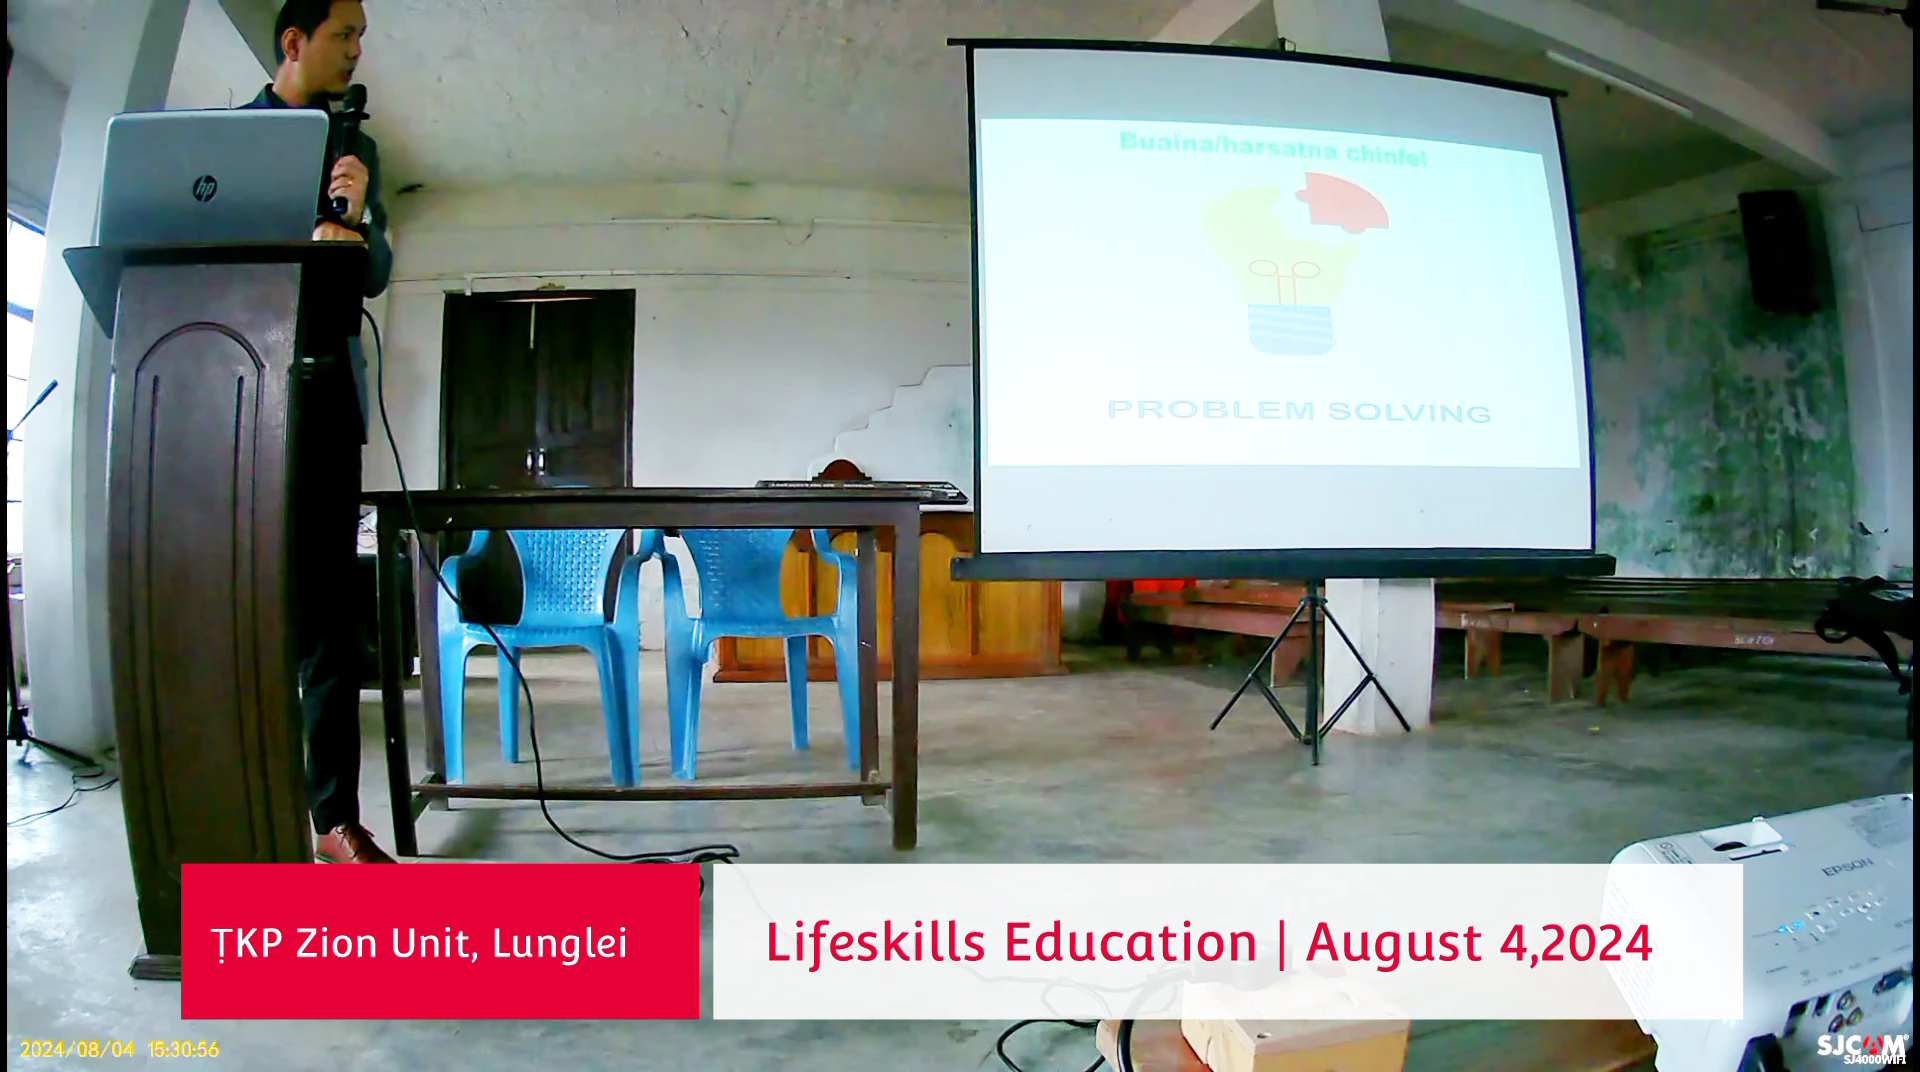 hp
Buaina/harsatna chinfel
PROBLEM SOLVING
EPSON
ṬKP Zion Unit, Lunglei
Lifeskills Education | August 4,2024
2024/08/04 15:30:56
SJCAM
SJ4000WIFI